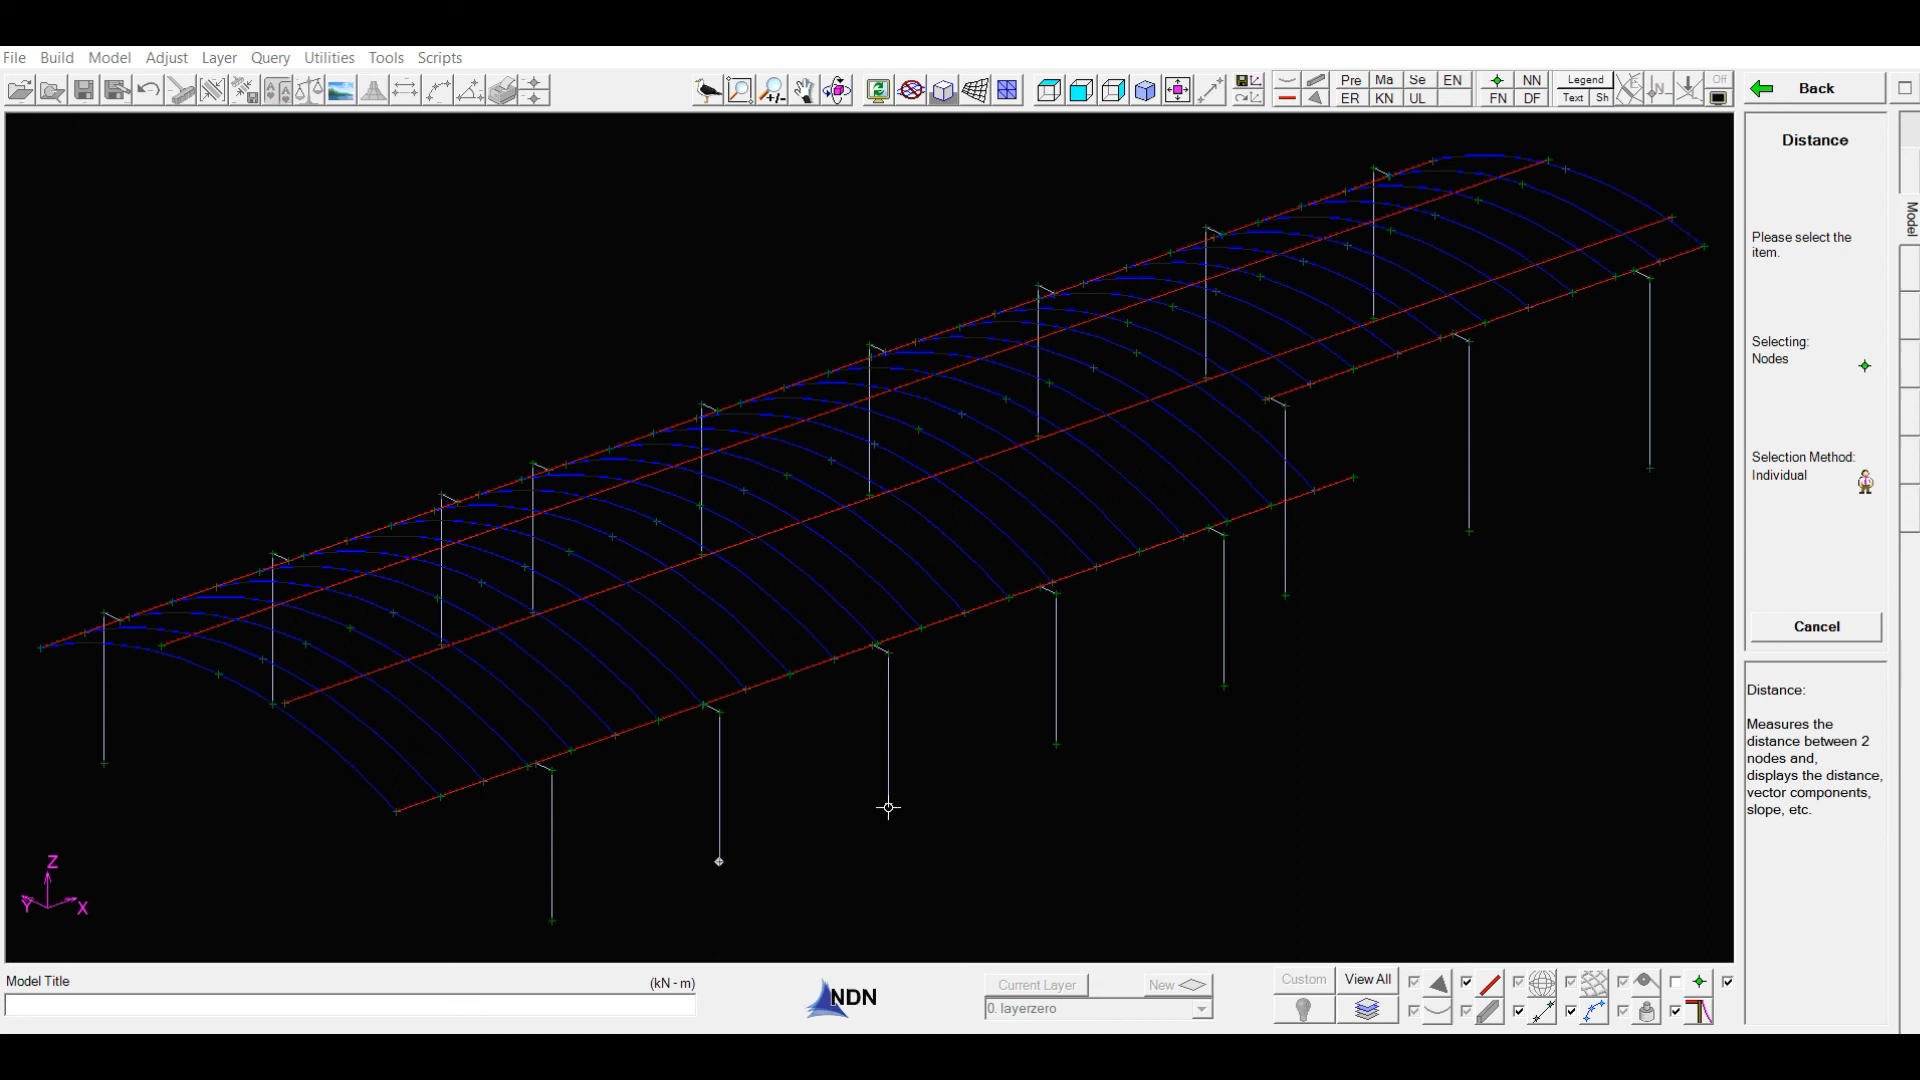 File Build Model Adjust Layer Query Utilities Tools Scripts
Pre Ma Se EN NN Legend Off
ER KN UL FN DF Text Sh
Back
Distance
Model
Please select the
item.
Selecting:
Nodes
Selection Method:
Individual
Cancel
Distance:
Measures the
distance between 2
nodes and,
displays the distance,
vector components,
slope, etc.
Z
Y X
Model Title (kN - m)
NDN
Current Layer New
0. layerzero
Custom View All